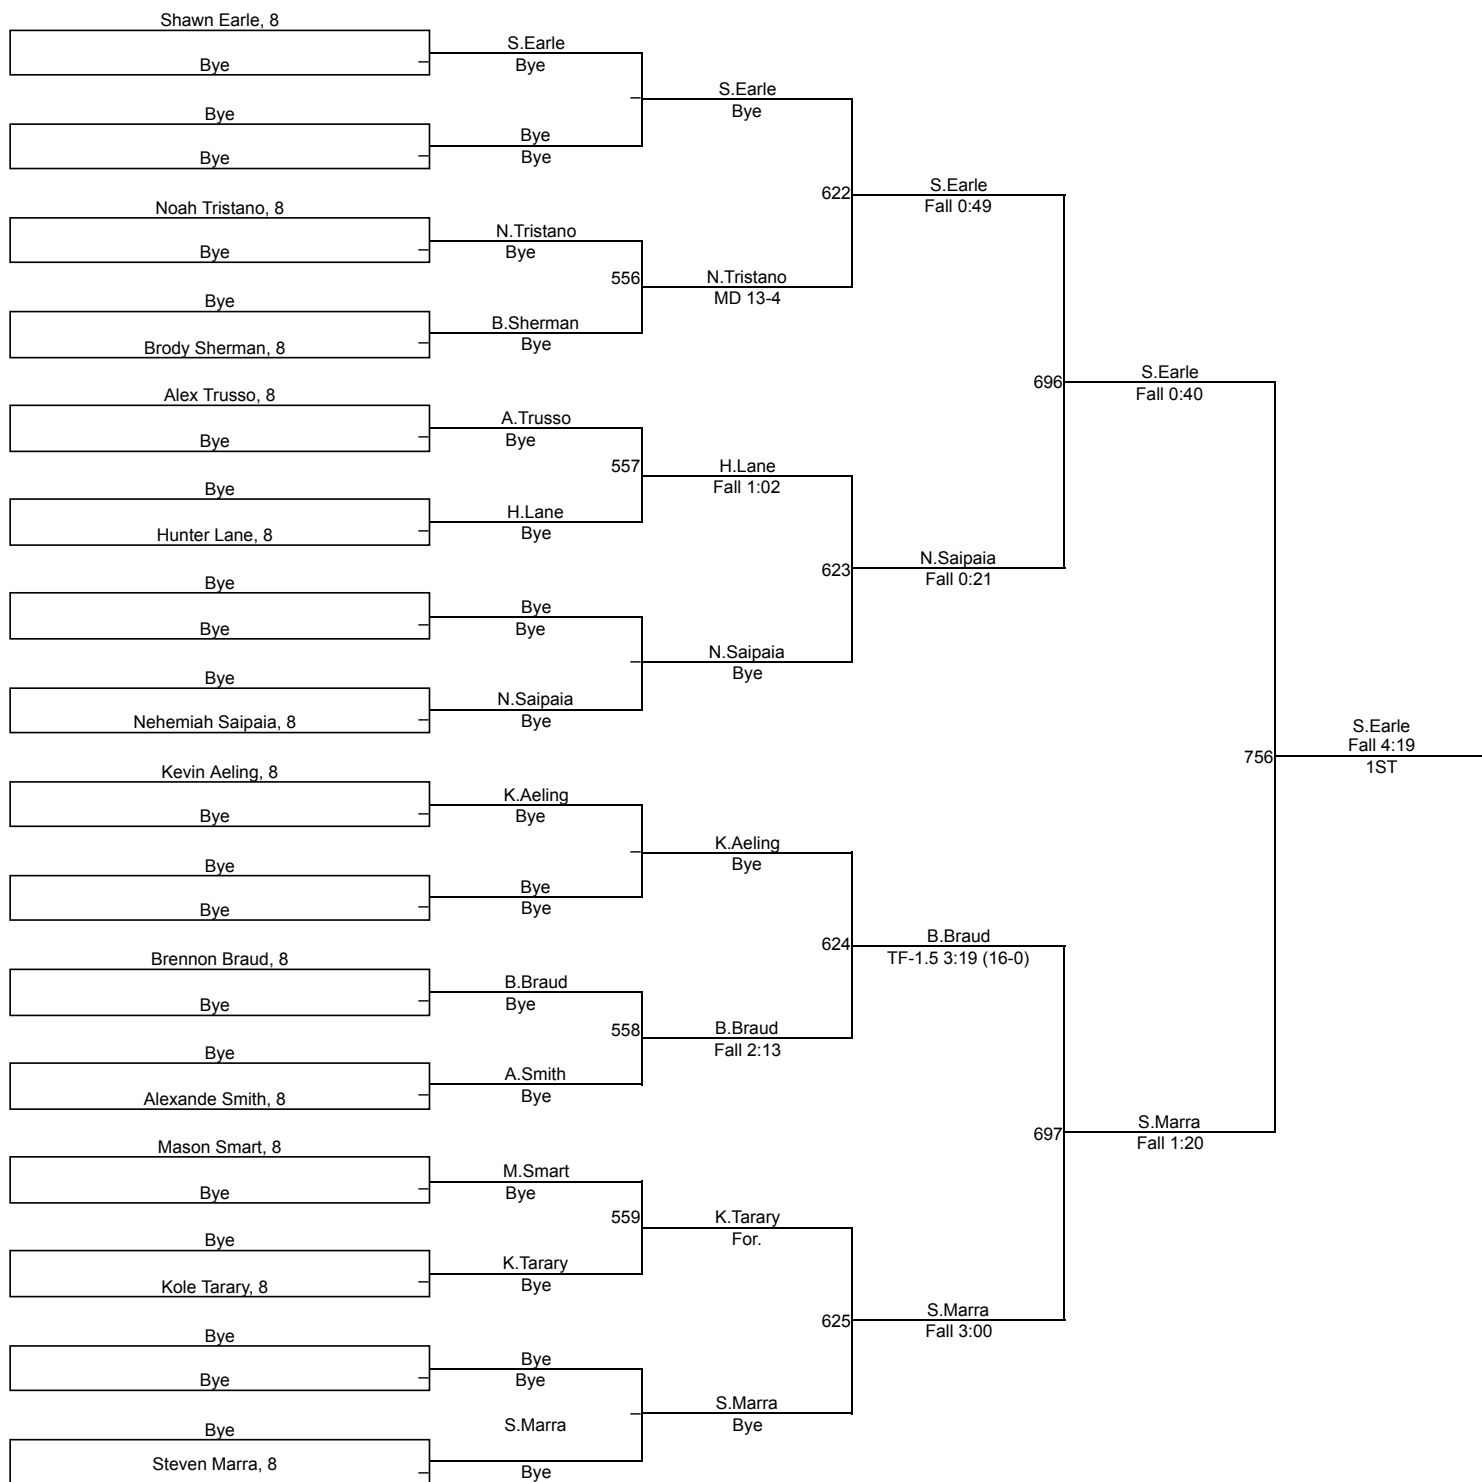 Shawn Earle, 8
Bye
Bye
Bye
Noah Tristano, 8
Bye
Bye
Brody Sherman, 8
Alex Trusso, 8
Bye
Bye
Hunter Lane, 8
Bye
Bye
Bye
Nehemiah Saipaia, 8
Kevin Aeling, 8
Bye
Bye
Bye
Brennon Braud, 8
Bye
Bye
Alexande Smith, 8
Mason Smart, 8
Bye
Bye
Kole Tarary, 8
Bye
Bye
Bye
Steven Marra, 8
S.Earle
Bye
Bye
Bye
N.Tristano
Bye
556
B.Sherman
Bye
A.Trusso
Bye
557
H.Lane
Bye
Bye
Bye
N.Saipaia
Bye
K.Aeling
Bye
Bye
Bye
B.Braud
Bye
558
A.Smith
Bye
M.Smart
Bye
559
K.Tarary
Bye
Bye
Bye
S.Marra
Bye
S.Earle
Bye
622
N.Tristano
MD 13-4
H.Lane
Fall 1:02
623
N.Saipaia
Bye
K.Aeling
Bye
624
B.Braud
Fall 2:13
K.Tarary
For.
625
S.Marra
Bye
S.Earle
Fall 0:49
696
N.Saipaia
Fall 0:21
B.Braud
TF-1.5 3:19 (16-0)
697
S.Marra
Fall 3:00
S.Earle
Fall 0:40
756
S.Marra
Fall 1:20
S.Earle
Fall 4:19
1ST